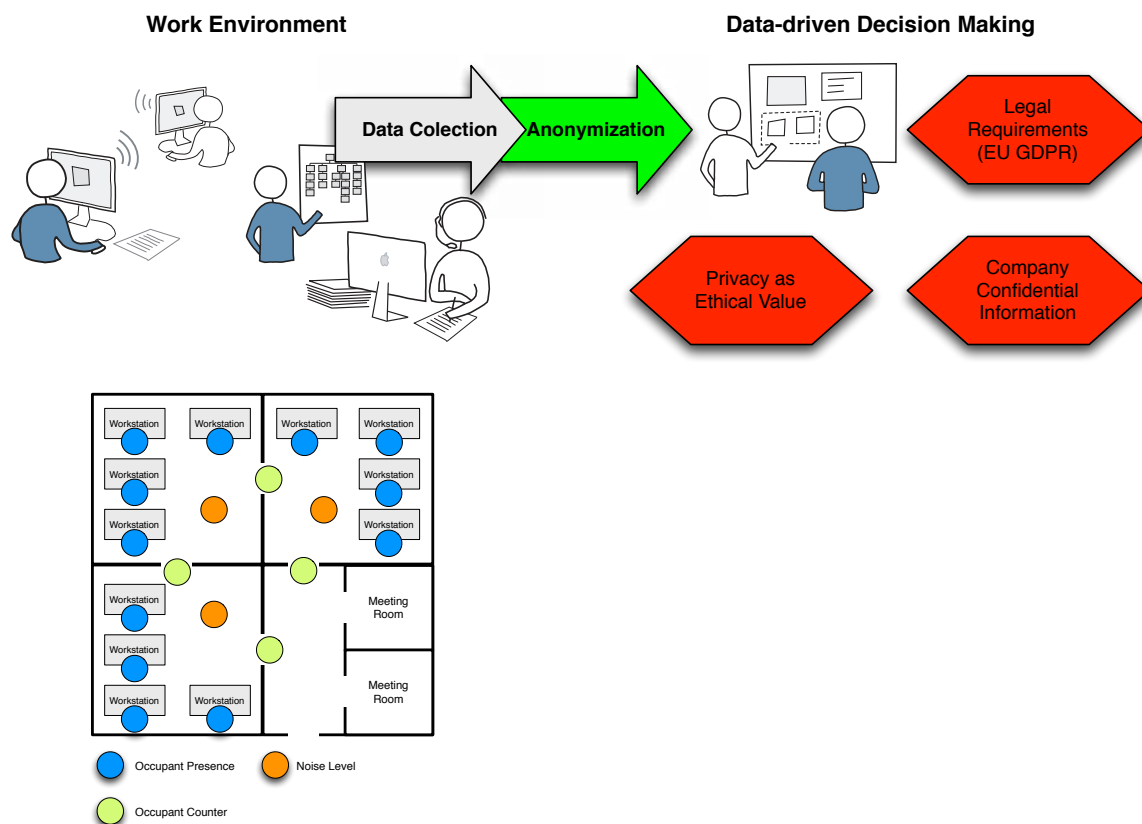 Work Environment
Data-driven Decision Making
Data Colection
Anonymization
Legal
Requirements
(EU GDPR)
Privacy as
Ethical Value
Company
Confidential
Information
Workstation
Workstation
Workstation
Workstation
Workstation
Workstation
Workstation
Workstation
Workstation
Meeting
Room
Workstation
Workstation
Workstation
Meeting
Room
Occupant Presence
Noise Level
Occupant Counter